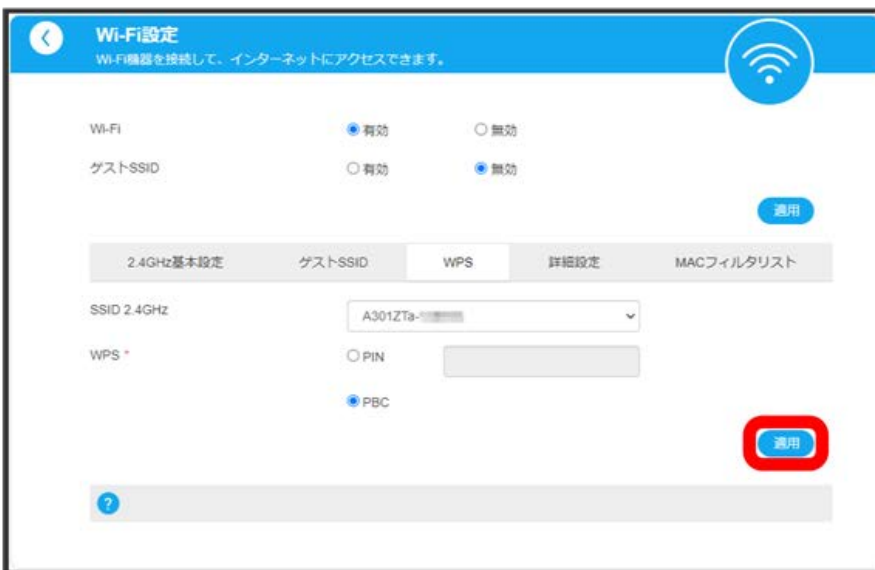 Wi-Fi設定
Wi-Fi機器を接続して、インターネットにアクセスできます。
Wi-Fi 有効 無効
ゲストSSID 有効 無効
適用
2.4GHz基本設定 ゲストSSID WPS 詳細設定 MACフィルタリスト
SSID 2.4GHz A301ZTa-
WPS * PIN
PBC
適用
?